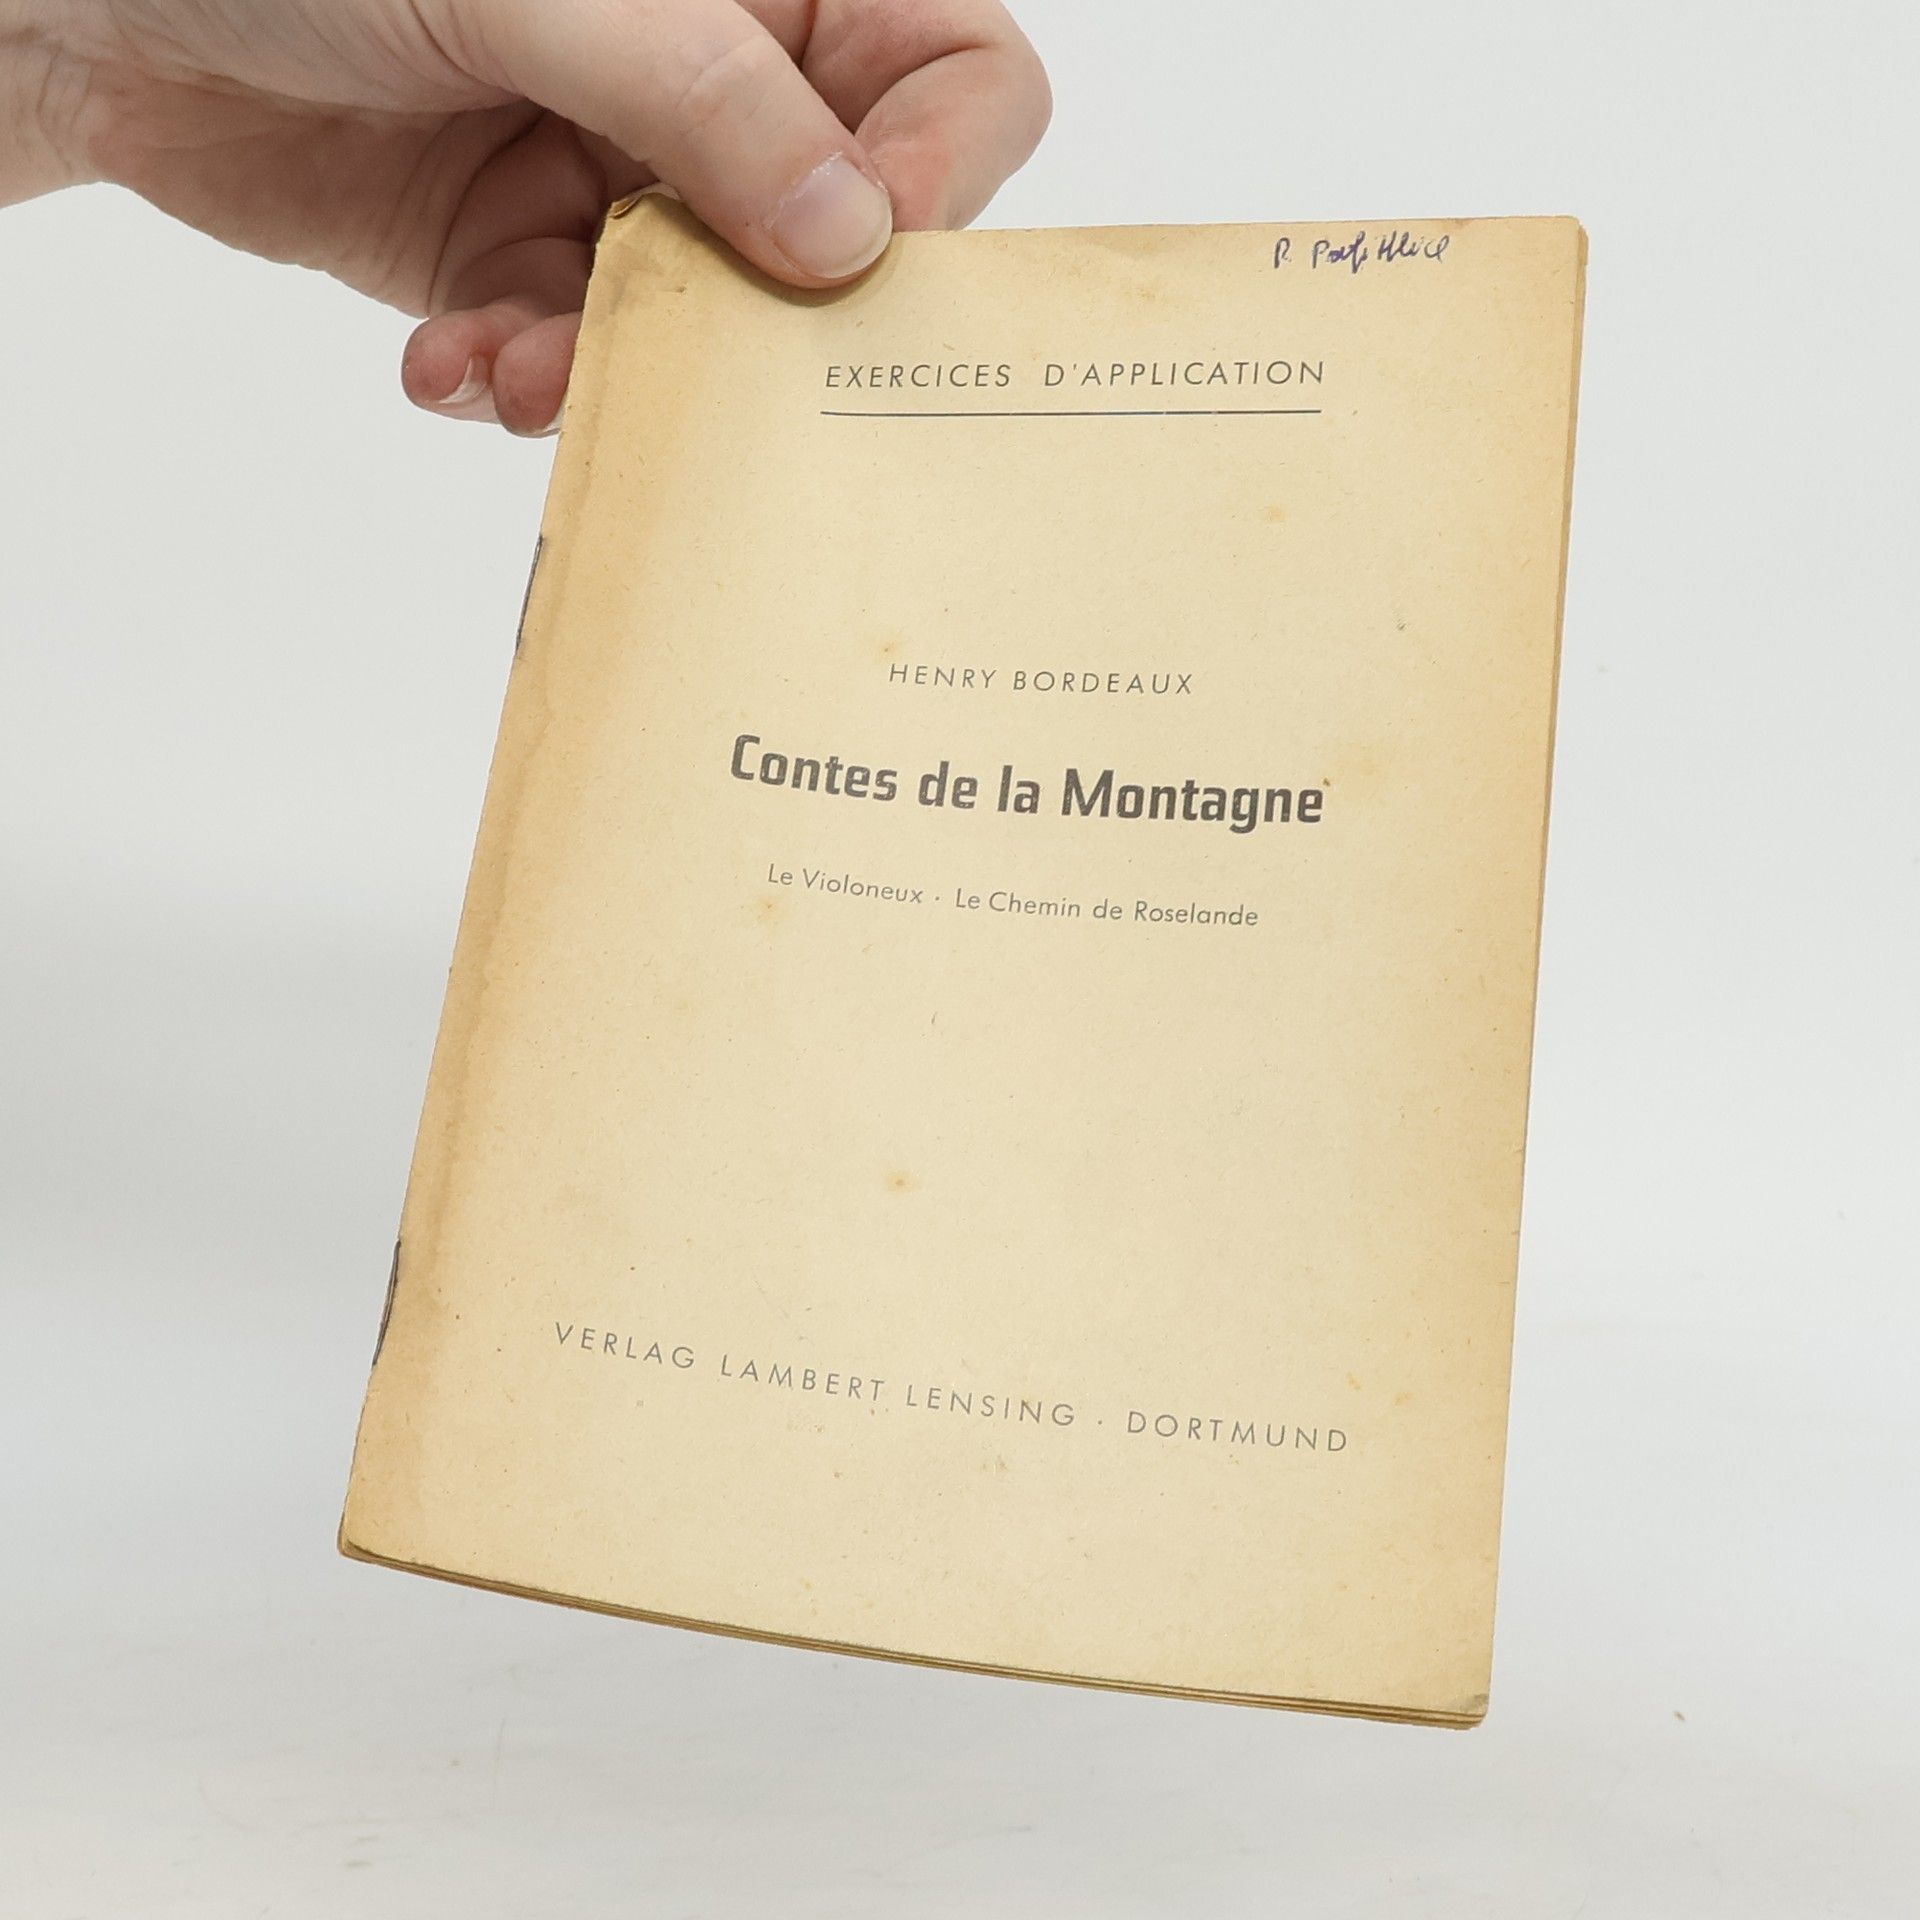 EXERCICES D'APPLICATION
HENRY BORDEAUX
Contes de la Montagne
Le Violoneux · Le Chemin de Roselande
VERLAG LAMBERT LENSING · DORTMUND